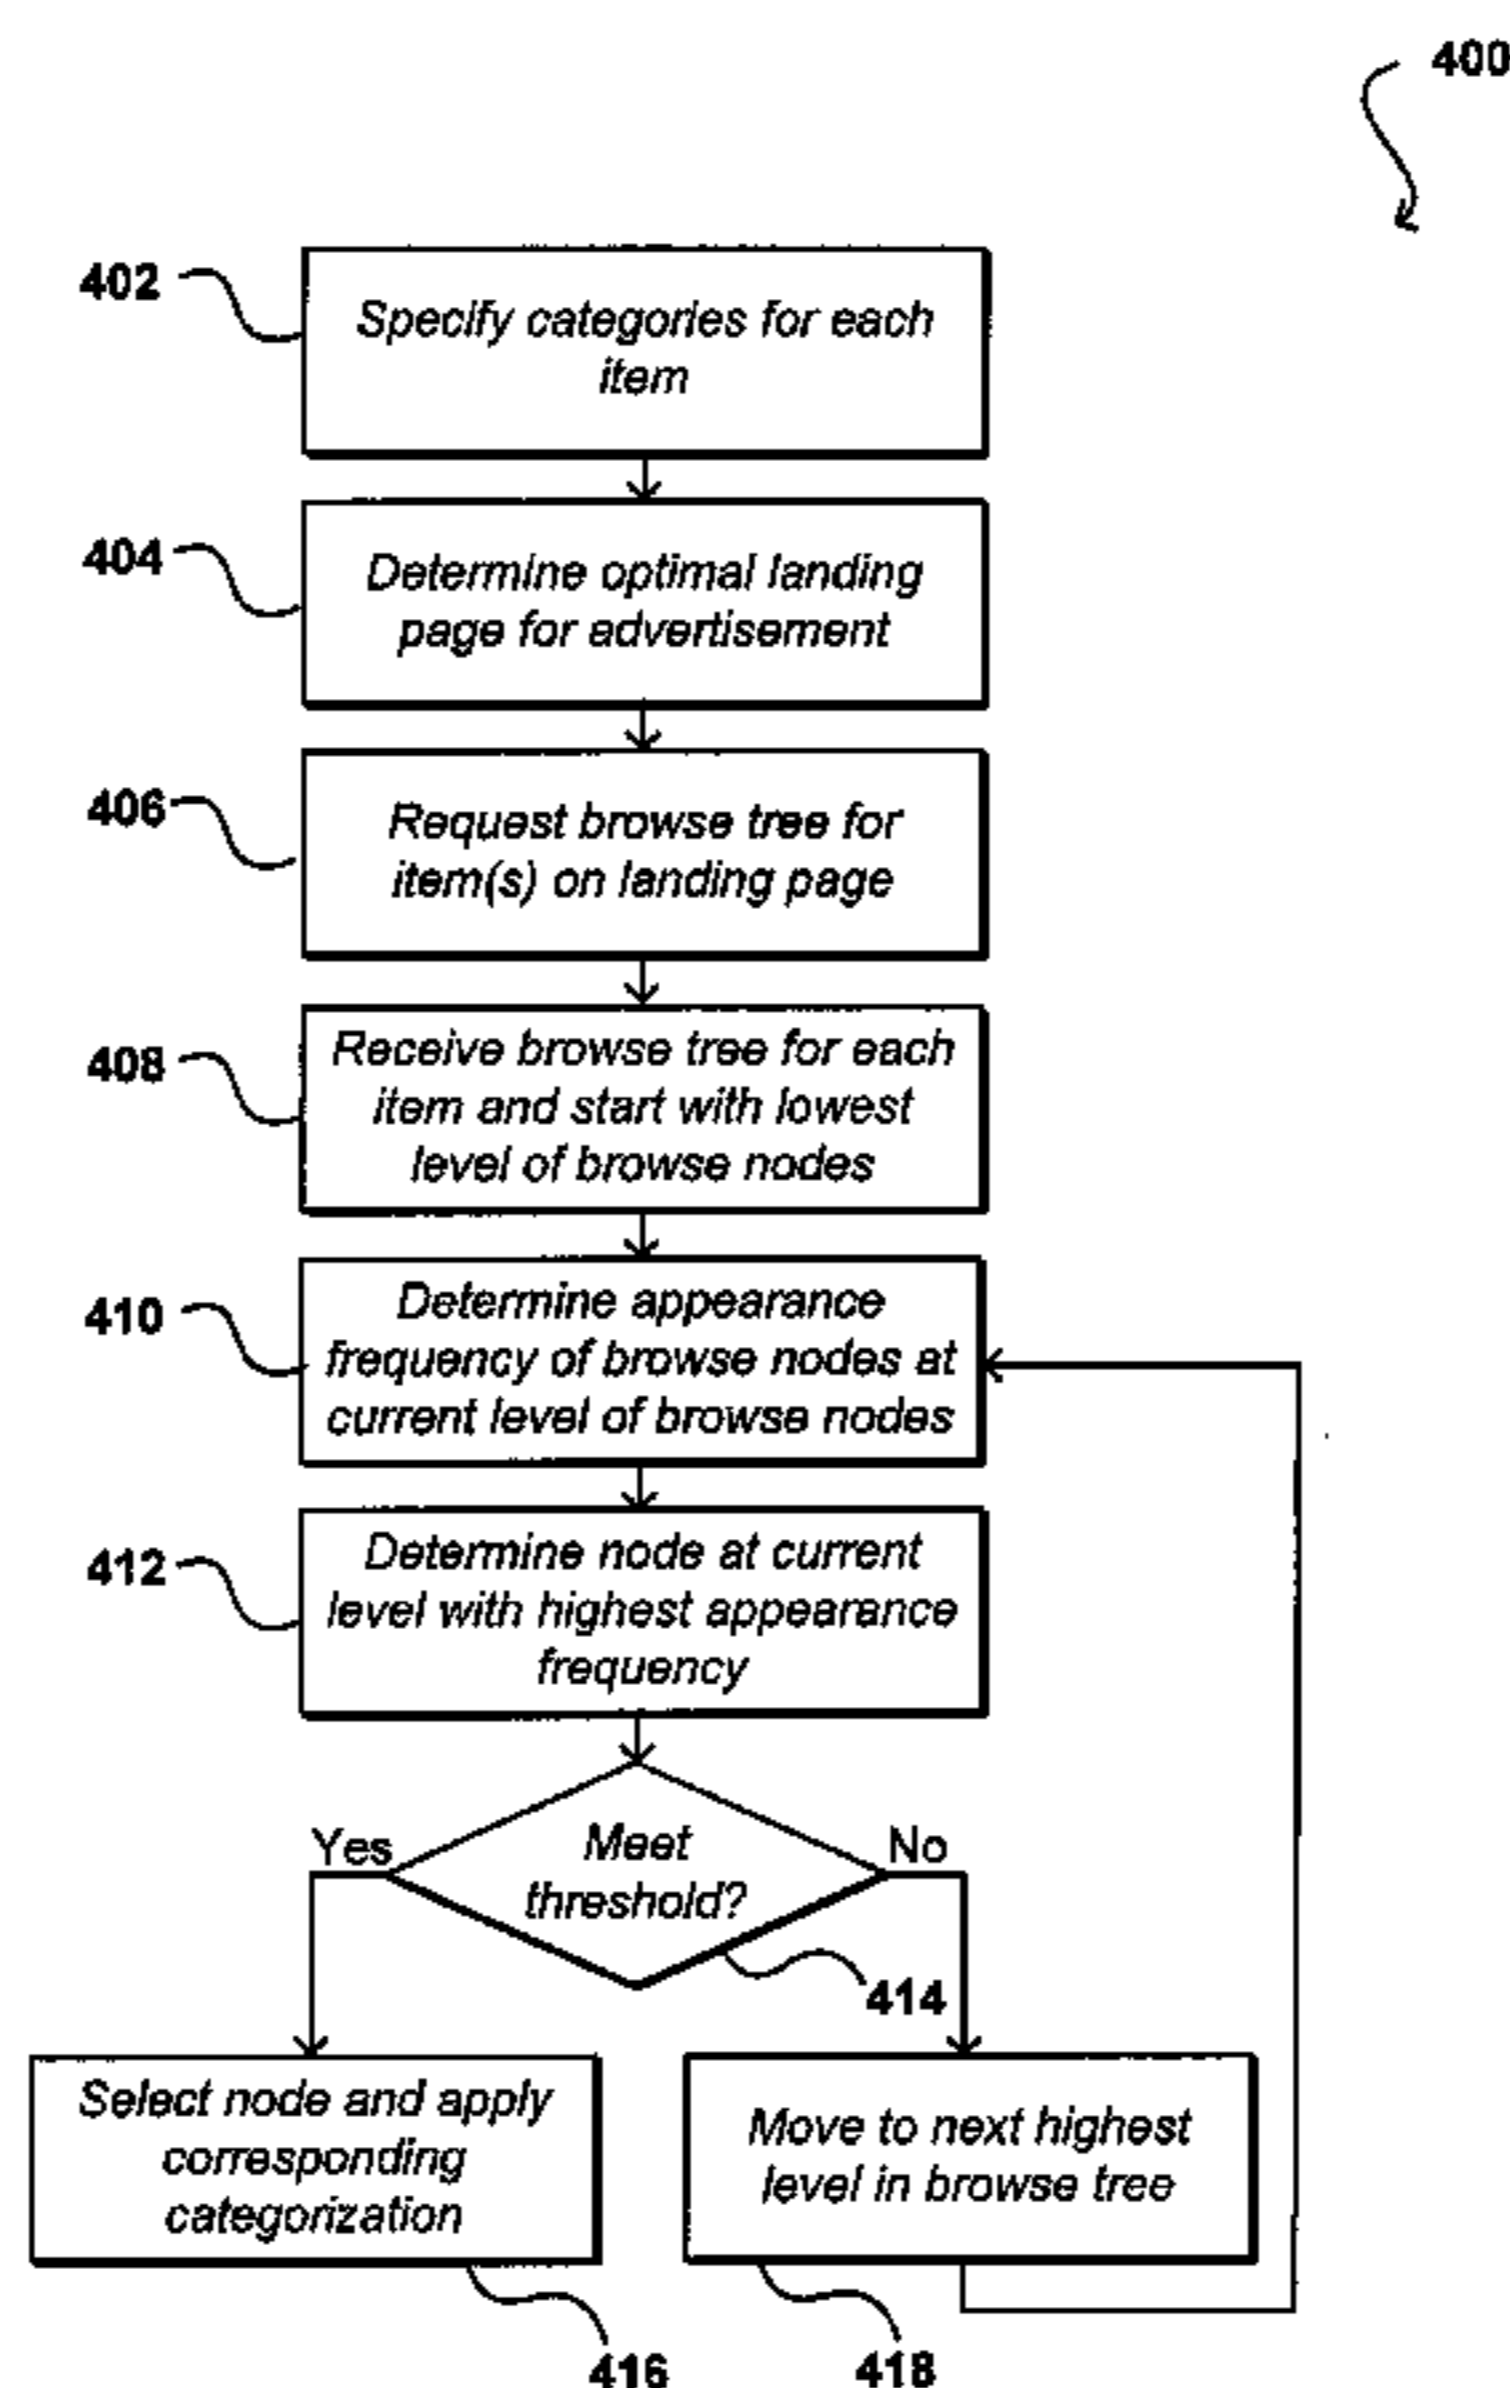 400
402
Specify categories for each
item
404
Determine optimal landing
page for advertisement
406
Request browse tree for
item(s) on landing page
408
Receive browse tree for each
item and start with lowest
level of browse nodes
410
Determine appearance
frequency of browse nodes at
current level of browse nodes
412
Determine node at current
level with highest appearance
frequency
Yes
Meet
threshold?
No
414
Select node and apply
corresponding
categorization
Move to next highest
level in browse tree
416
418